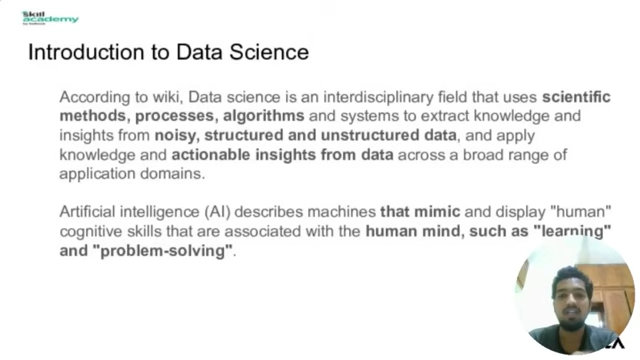 Skill
academy
Introduction to Data Science
According to wiki, Data science is an interdisciplinary field that uses scientific
methods, processes, algorithms and systems to extract knowledge and
insights from noisy, structured and unstructured data, and apply
knowledge and actionable insights from data across a broad range of
application domains.
Artificial intelligence (AI) describes machines that mimic and display "human"
cognitive skills that are associated with the human mind, such as "learning"
and "problem-solving".